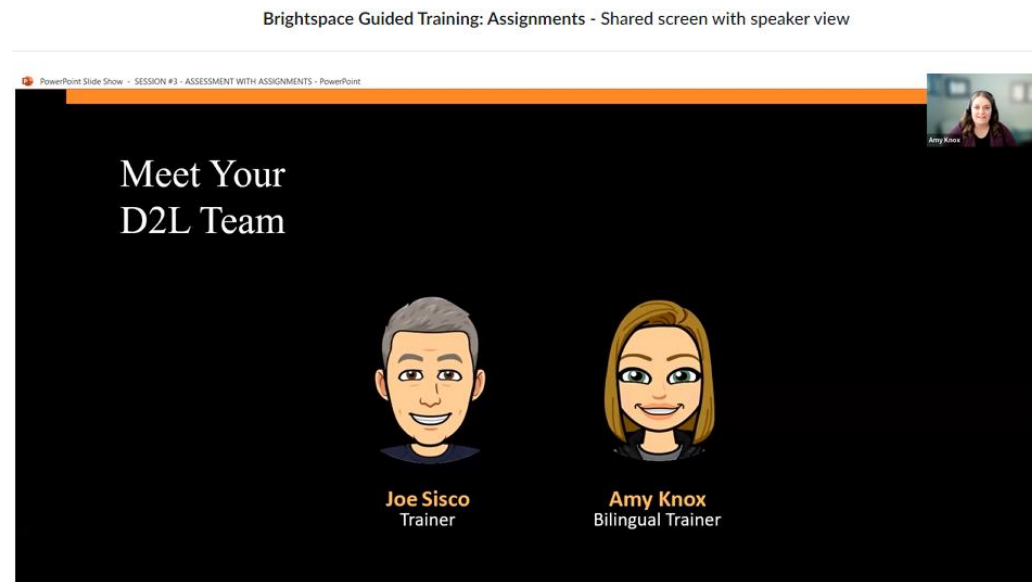 Brightspace Guided Training: Assignments - Shared screen with speaker view
PowerPoint Slide Show - SESSION #3 - ASSESSMENT WITH ASSIGNMENTS - PowerPoint
Amy Knox
Meet Your
D2L Team
Joe Sisco
Trainer
Amy Knox
Bilingual Trainer